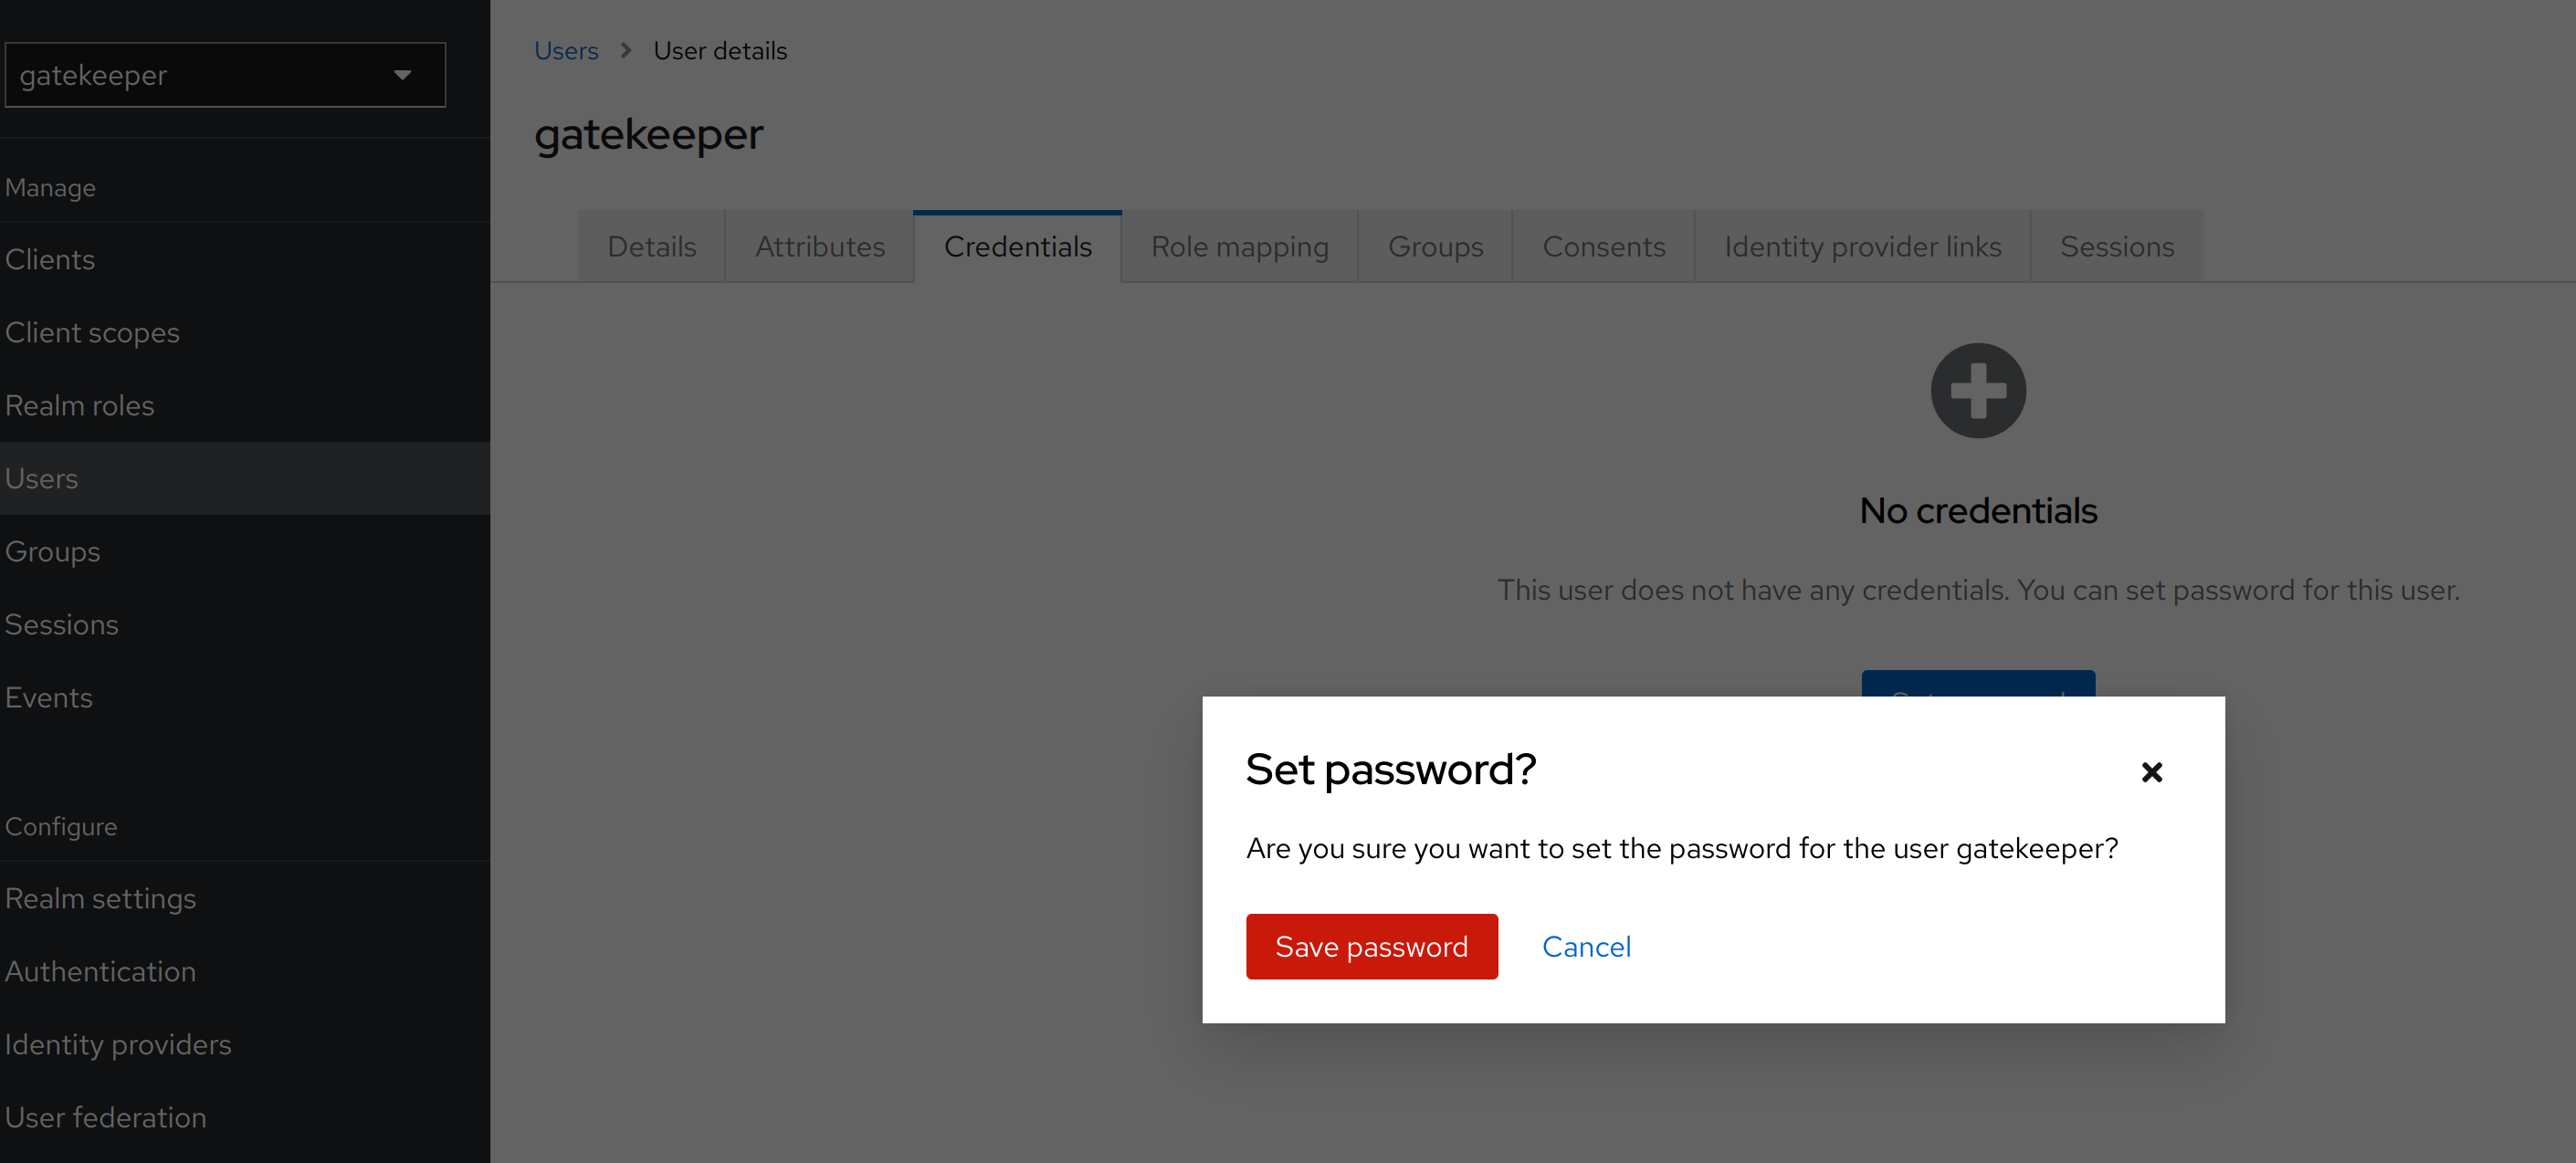 gatekeeper
Manage
Clients
Client scopes
Realm roles
Users
Groups
Sessions
Events
Configure
Realm settings
Authentication
Identity providers
User federation
Users > User details
gatekeeper
Details Attributes Credentials Role mapping Groups Consents Identity provider links Sessions
No credentials
This user does not have any credentials. You can set password for this user.
Set password?
Are you sure you want to set the password for the user gatekeeper?
Save password Cancel